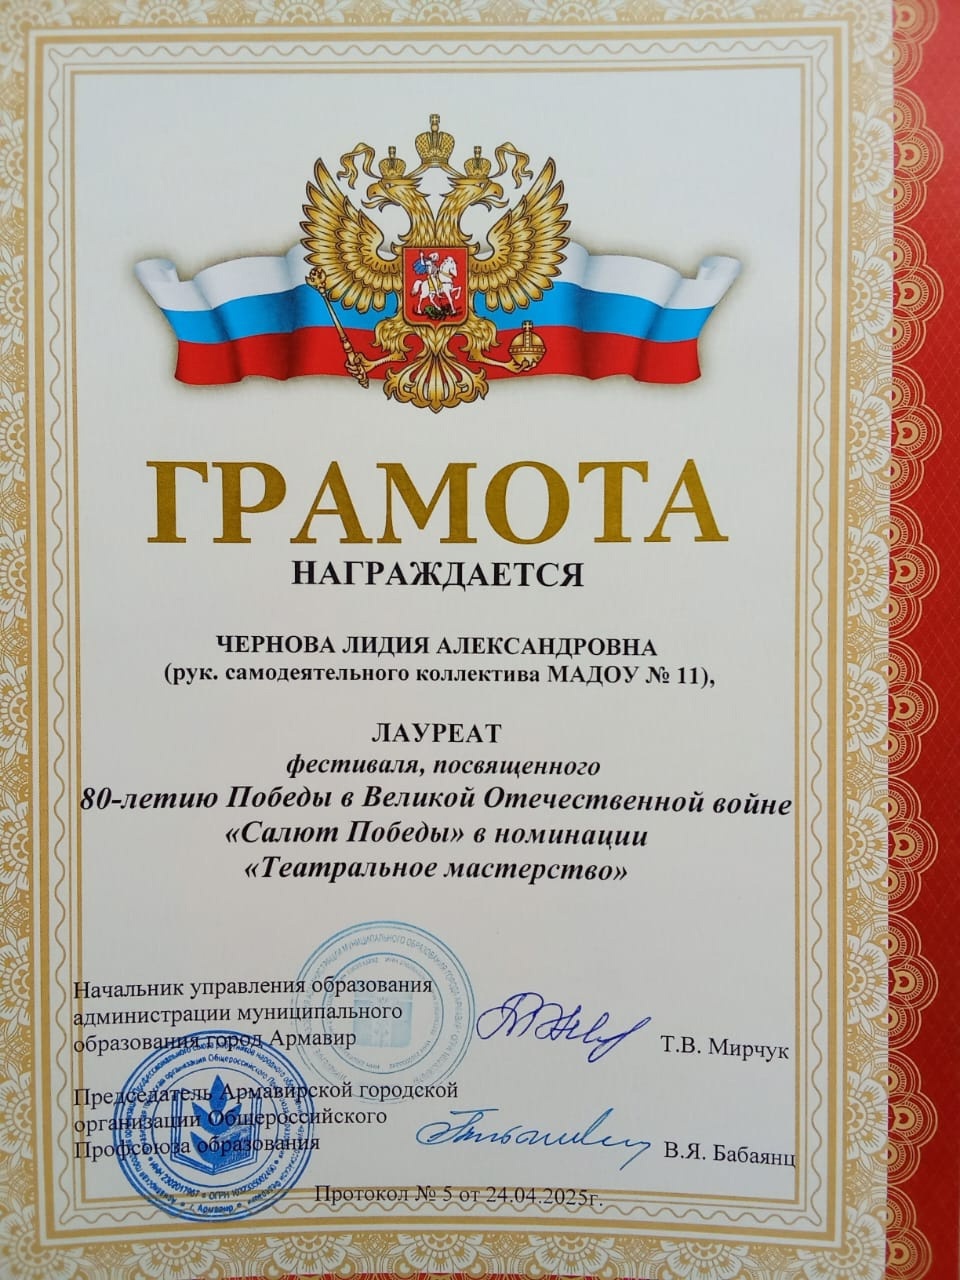 ГРАМОТА
НАГРАЖДАЕТСЯ
ЧЕРНОВА ЛИДИЯ АЛЕКСАНДРОВНА
(рук. самодеятельного коллектива МАДОУ № 11),
ЛАУРЕАТ
фестиваля, посвященного
80-летию Победы в Великой Отечественной войне
«Салют Победы» в номинации
«Театральное мастерство»
Начальник управления образования
администрации муниципального
образования город Армавир
Т.В. Мирчук
Председатель Армавирской городской
организации Общероссийского
Профсоюза образования
В.Я. Бабаянц
Протокол № 5 от 24.04.2025г.